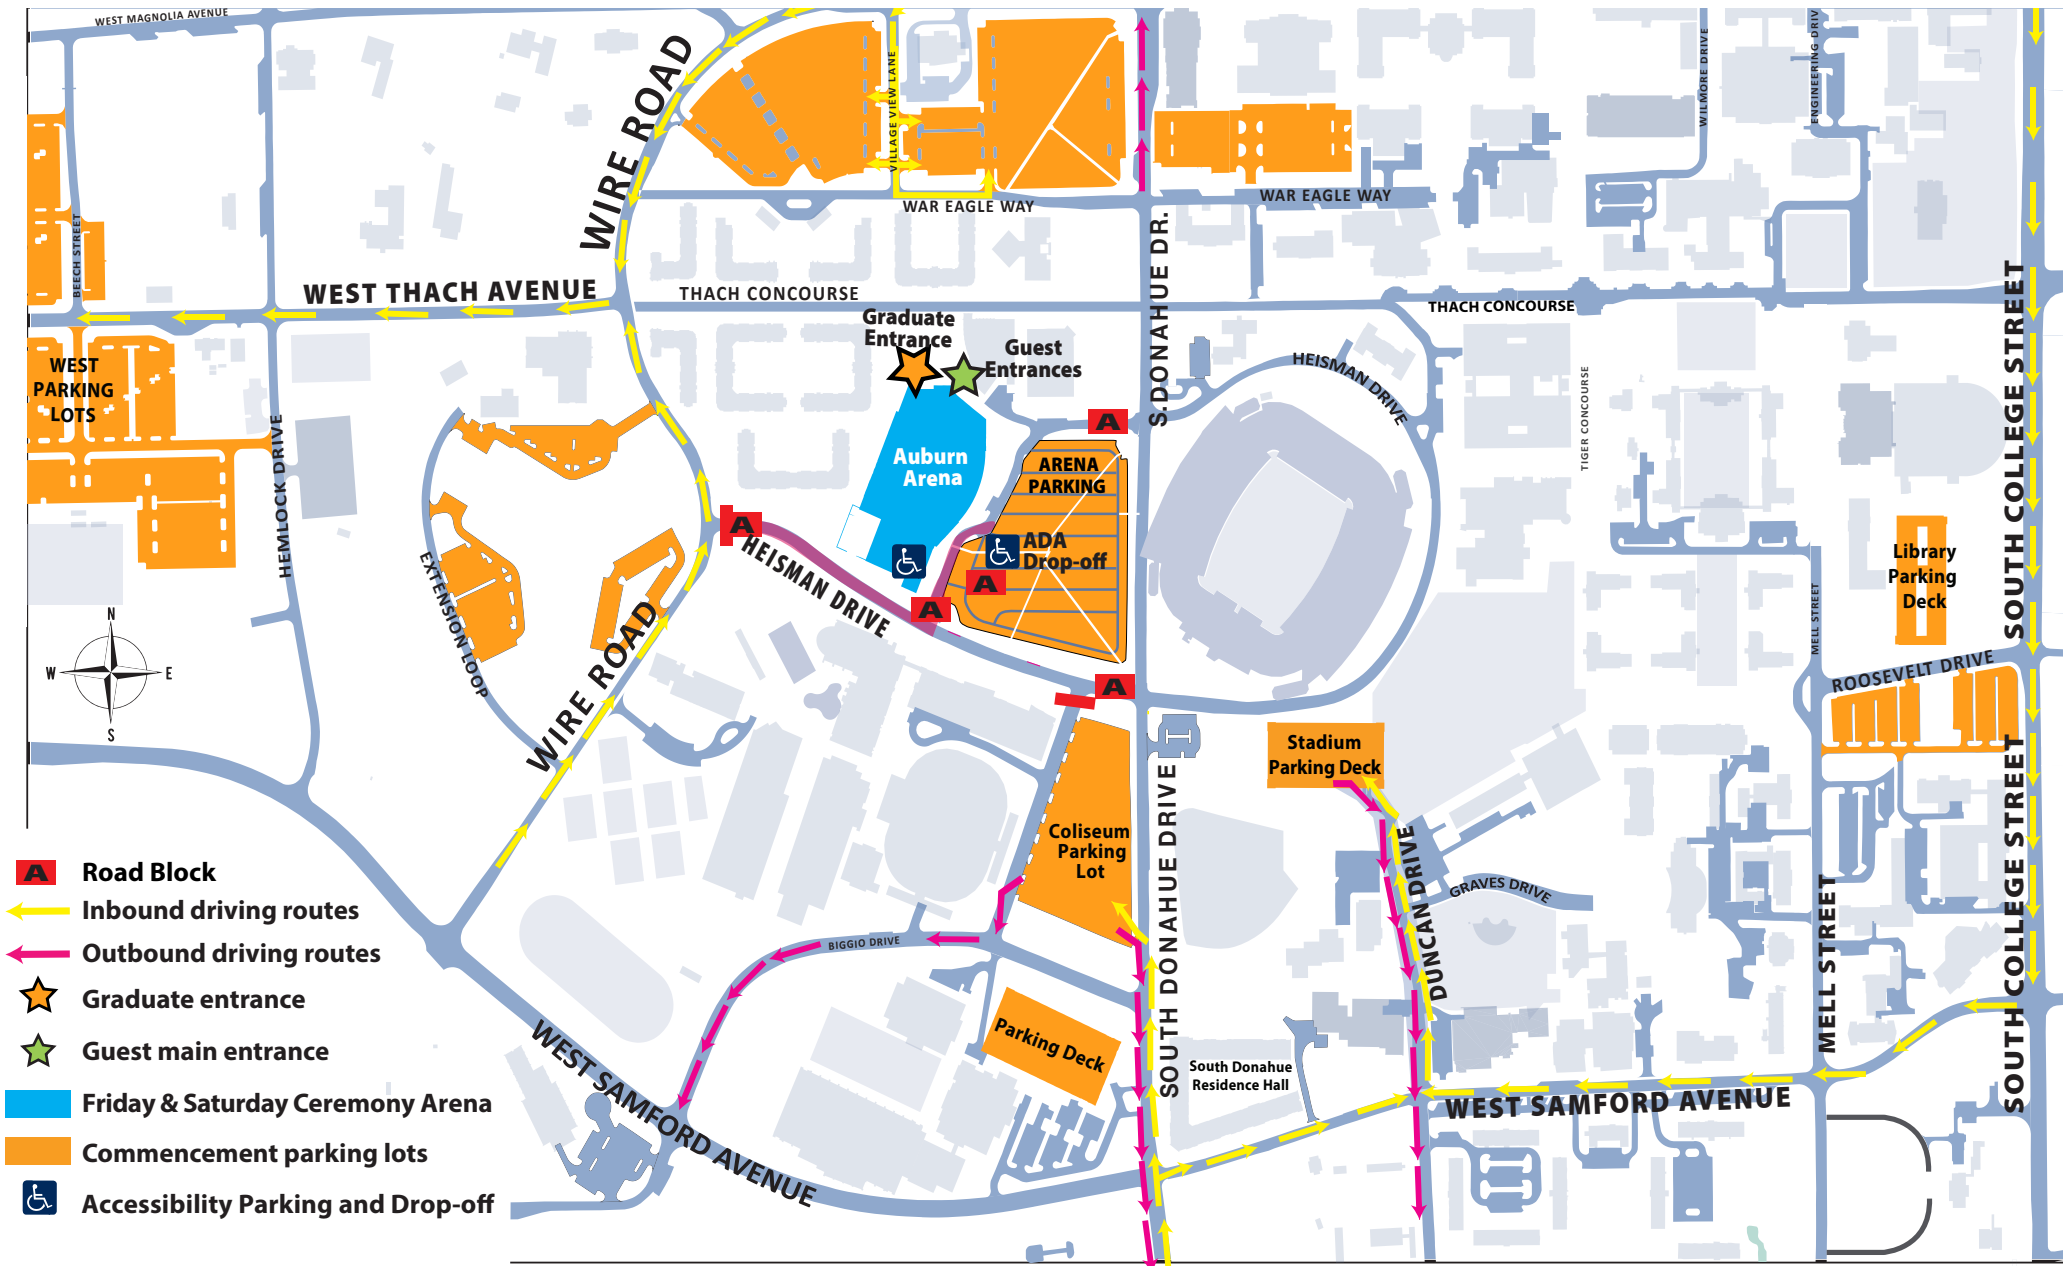 WEST MAGNOLIA AVENUE
WIRE ROAD
VILLAGE VIEW LANE
WILMORE DRIVE
ENGINEERING DRIV
BEECH STREET
WAR EAGLE WAY
WAR EAGLE WAY
WEST THACH AVENUE
THACH CONCOURSE
THACH CONCOURSE
S.DONAHUE DR.
SOUTH COLLEGE STREET
Graduate
Entrance
Guest
Entrances
HEISMAN DRIVE
WEST
PARKING
LOTS
TIGER CONCOURSE
HEMLOCK DRIVE
A
Auburn
Arena
ARENA
PARKING
A
ADA
Drop-off
A
A
HEISMAN DRIVE
EXTENSION LOOP
WIRE ROAD
Library
Parking
Deck
MELL STREET
ROOSEVELT DRIVE
N
W
E
S
A
Stadium
Parking Deck
SOUTH COLLEGE STREET
SOUTH DONAHUE DRIVE
Coliseum
Parking
Lot
DUNCAN DRIVE
GRAVES DRIVE
MELL STREET
BIGGIO DRIVE
Parking Deck
South Donahue
Residence Hall
WEST SAMFORD AVENUE
WEST SAMFORD AVENUE
A
Road Block
Inbound driving routes
Outbound driving routes
Graduate entrance
Guest main entrance
Friday & Saturday Ceremony Arena
Commencement parking lots
Accessibility Parking and Drop-off